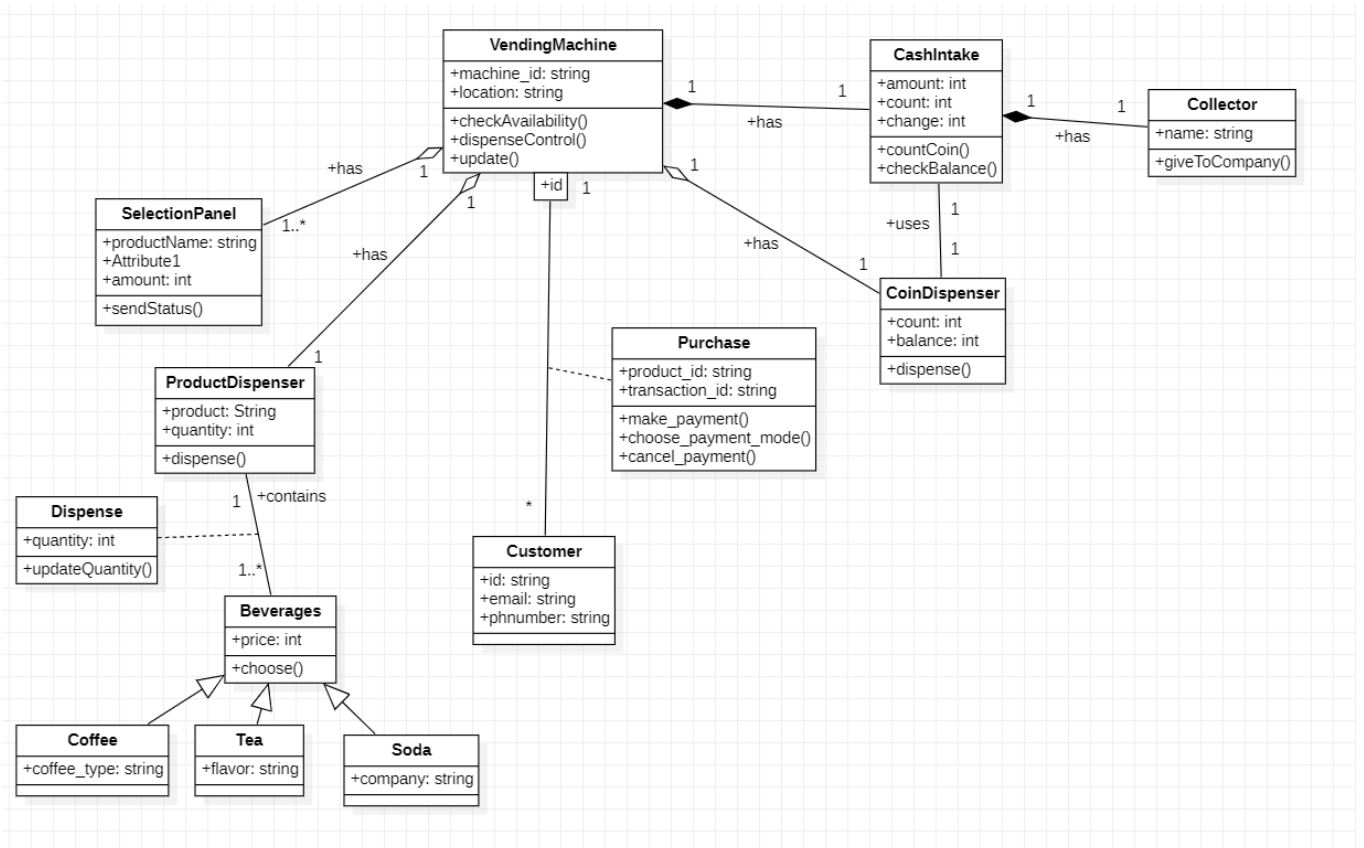 VendingMachine
+machine_id: string
+location: string
+checkAvailability()
+dispenseControl()
+update()
+id
1
1
1
+has
CashIntake
+amount: int
+count: int
+change: int
+countCoin()
+checkBalance()
1
1
+has
Collector
+name: string
+giveToCompany()
+has
1
1..*
SelectionPanel
+productName: string
+Attribute1
+amount: int
+sendStatus()
1
+has
1
1
+has
1
1
+uses
1
CoinDispenser
+count: int
+balance: int
+dispense()
Purchase
+product_id: string
+transaction_id: string
+make_payment()
+choose_payment_mode()
+cancel_payment()
ProductDispenser
+product: String
+quantity: int
+dispense()
1
+contains
1..*
Dispense
+quantity: int
+updateQuantity()
*
Customer
+id: string
+email: string
+phnumber: string
Beverages
+price: int
+choose()
Coffee
+coffee_type: string
Tea
+flavor: string
Soda
+company: string